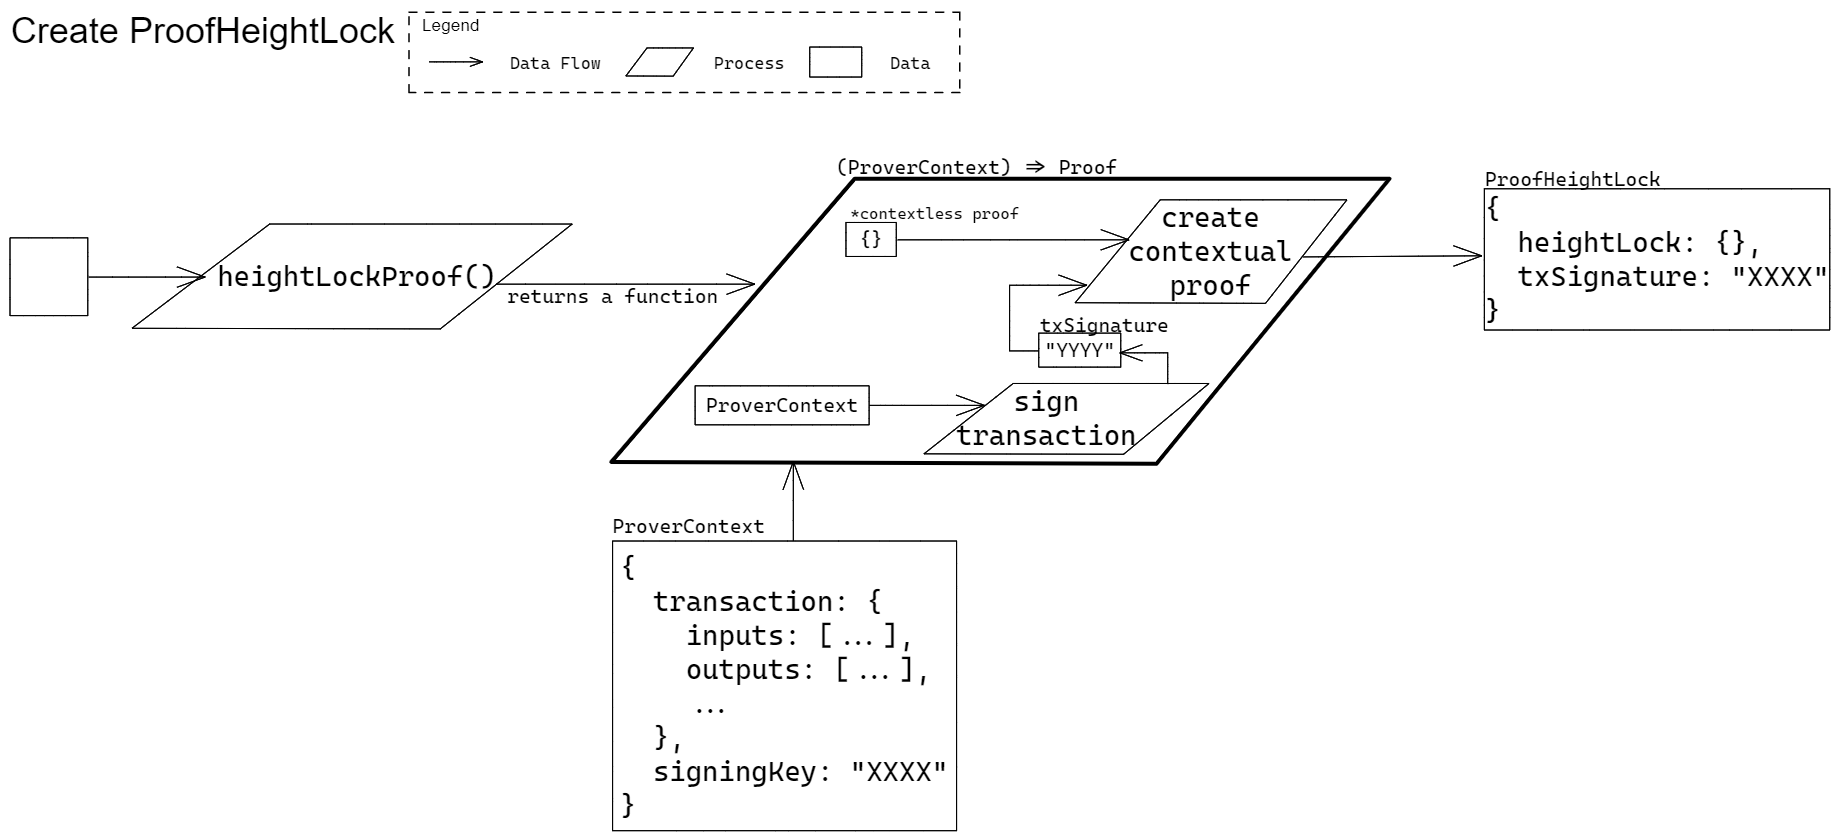 Create ProofHeightLock
Legend
Data Flow
Process
Data
(ProverContext) ⇒ Proof
*contextless proof
{}
create
contextual
proof
ProofHeightLock
{
heightLock: {},
txSignature: "XXXX"
}
heightLockProof()
returns a function
txSignature
"YYYY"
ProverContext
sign
transaction
ProverContext
{
transaction: {
inputs: [...],
outputs: [...],
...
},
signingKey: "XXXX"
}